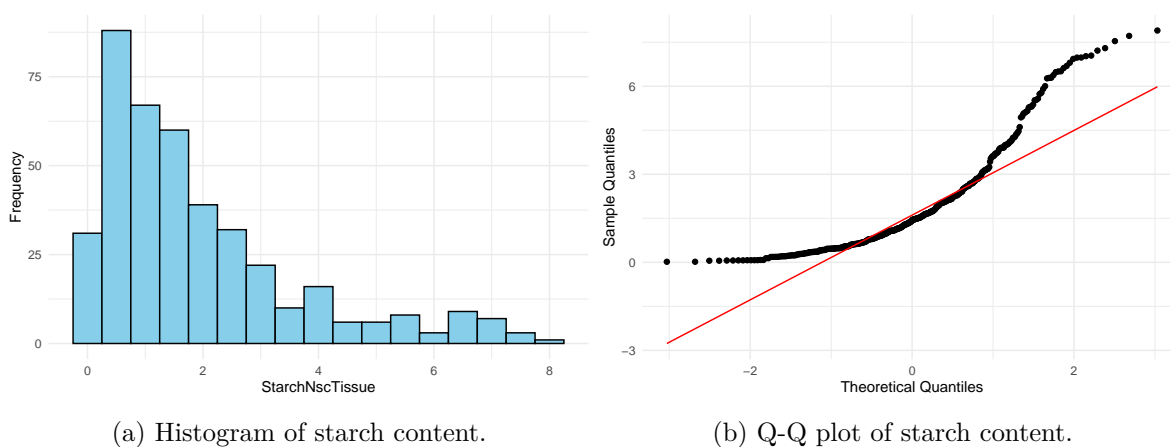 75
50
25
0
Frequency
0 2 4 6 8
StarchNscTissue
(a) Histogram of starch content.
6
3
0
−3
Sample Quantiles
−2 0 2
Theoretical Quantiles
(b) Q-Q plot of starch content.